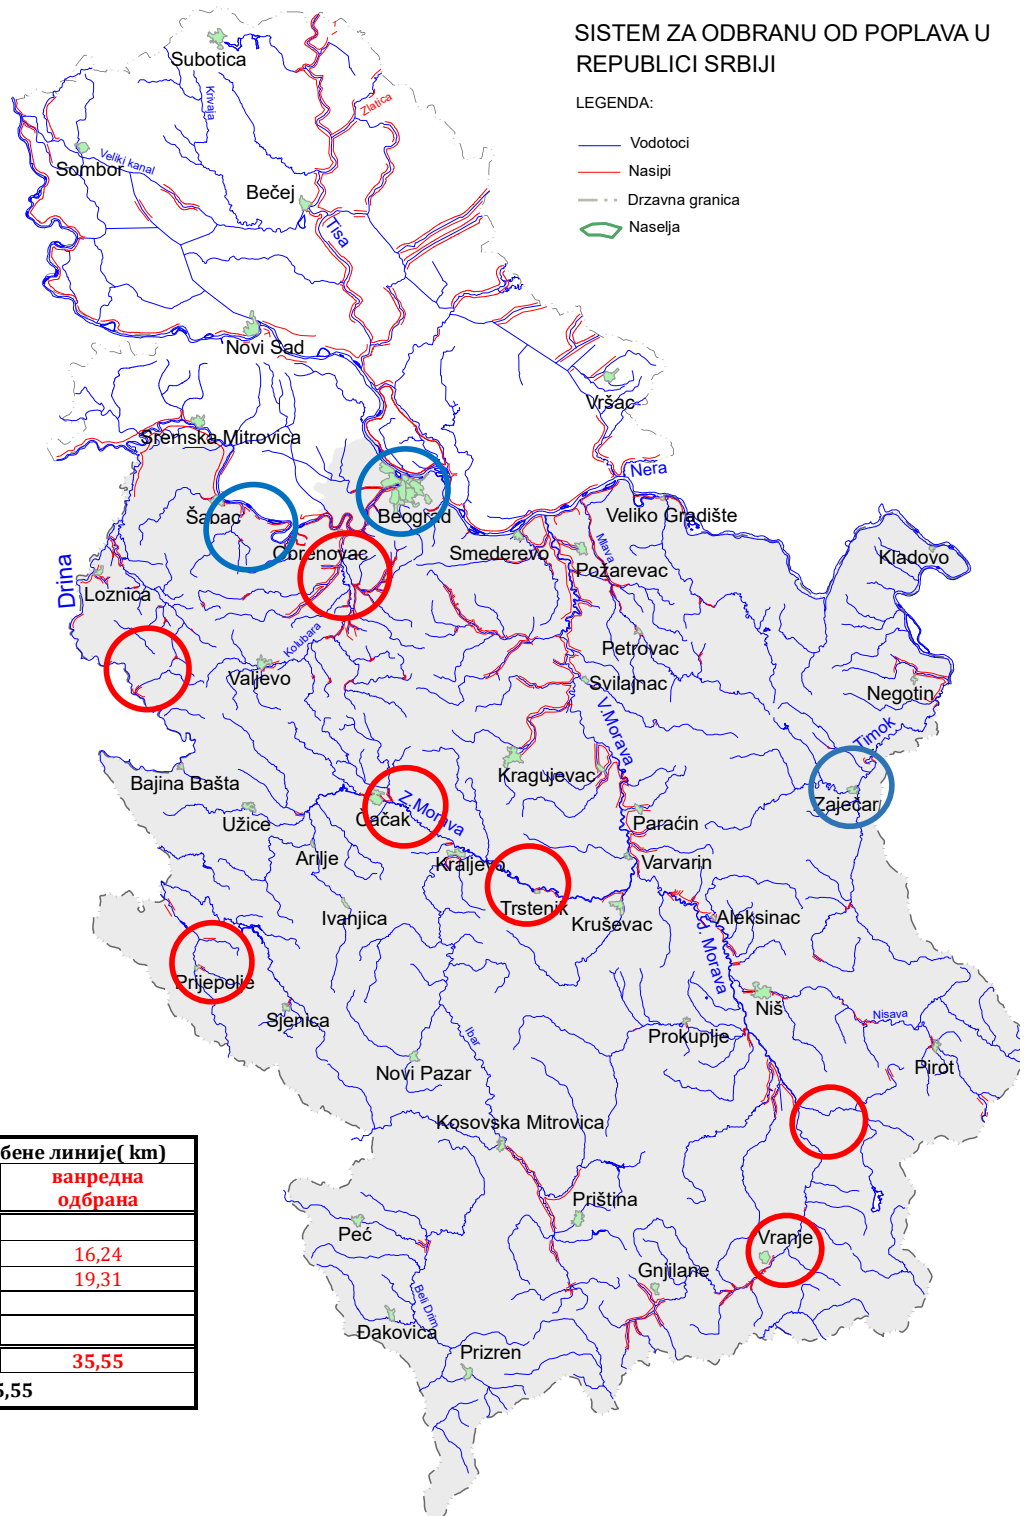 SISTEM ZA ODBRANU OD POPLAVA U
REPUBLICI SRBIJI
LEGENDA:
Vodotoci
Nasipi
Drzavna granica
Naselja
Subotica
Krivaja
Zlatica
Sombor
Veliki kanal
Bečej
Tisa
Novi Sad
Vršac
Sremska Mitrovica
Nera
Šabac
Beograd
Veliko Gradište
Obrenovac
Smederevo
Mlava
Požarevac
Kladovo
Drina
Loznica
Kolubara
Petrovac
Valjevo
Svilajnac
Negotin
V.Morava
Timok
Bajina Bašta
Kragujevac
Zaječar
Užice
Čačak
Z.Morava
Paraćin
Arilje
Kraljevo
Varvarin
Ivanjica
Trstenik
Kruševac
Aleksinac
J. Morava
Prijepolje
Sjenica
Niš
Nisava
Ibar
Prokuplje
Pirot
Novi Pazar
Kosovska Mitrovica
Priština
Peć
Vranje
Gnjilane
Beli Drim
Đakovica
Prizren
бене линије( km)
ванредна
одбрана
16,24
19,31
35,55
5,55